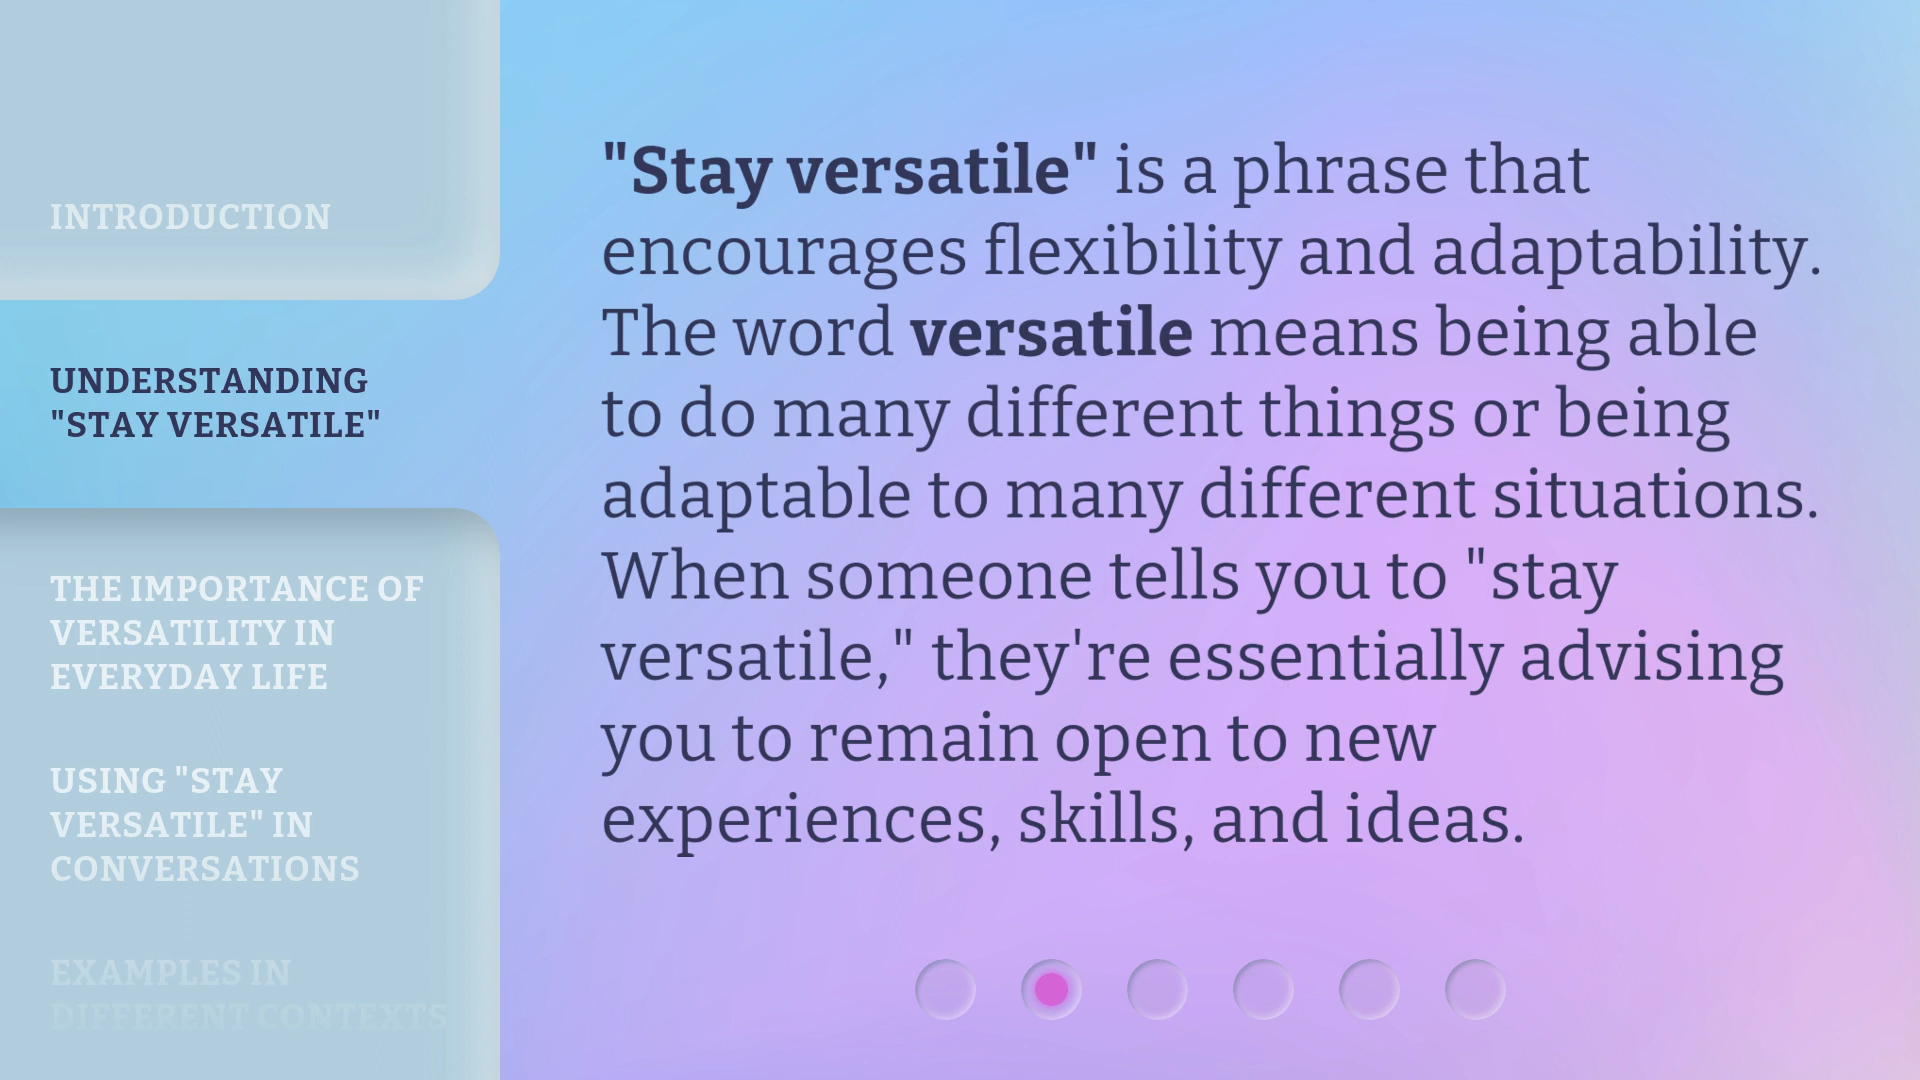 INTRODUCTION
UNDERSTANDING
"STAY VERSATILE"
THE IMPORTANCE OF
VERSATILITY IN
EVERYDAY LIFE
USING "STAY
VERSATILE" IN
CONVERSATIONS
EXAMPLES IN
DIFFERENT CONTEXTS
"Stay versatile" is a phrase that
encourages flexibility and adaptability.
The word versatile means being able
to do many different things or being
adaptable to many different situations.
When someone tells you to "stay
versatile," they're essentially advising
you to remain open to new
experiences, skills, and ideas.